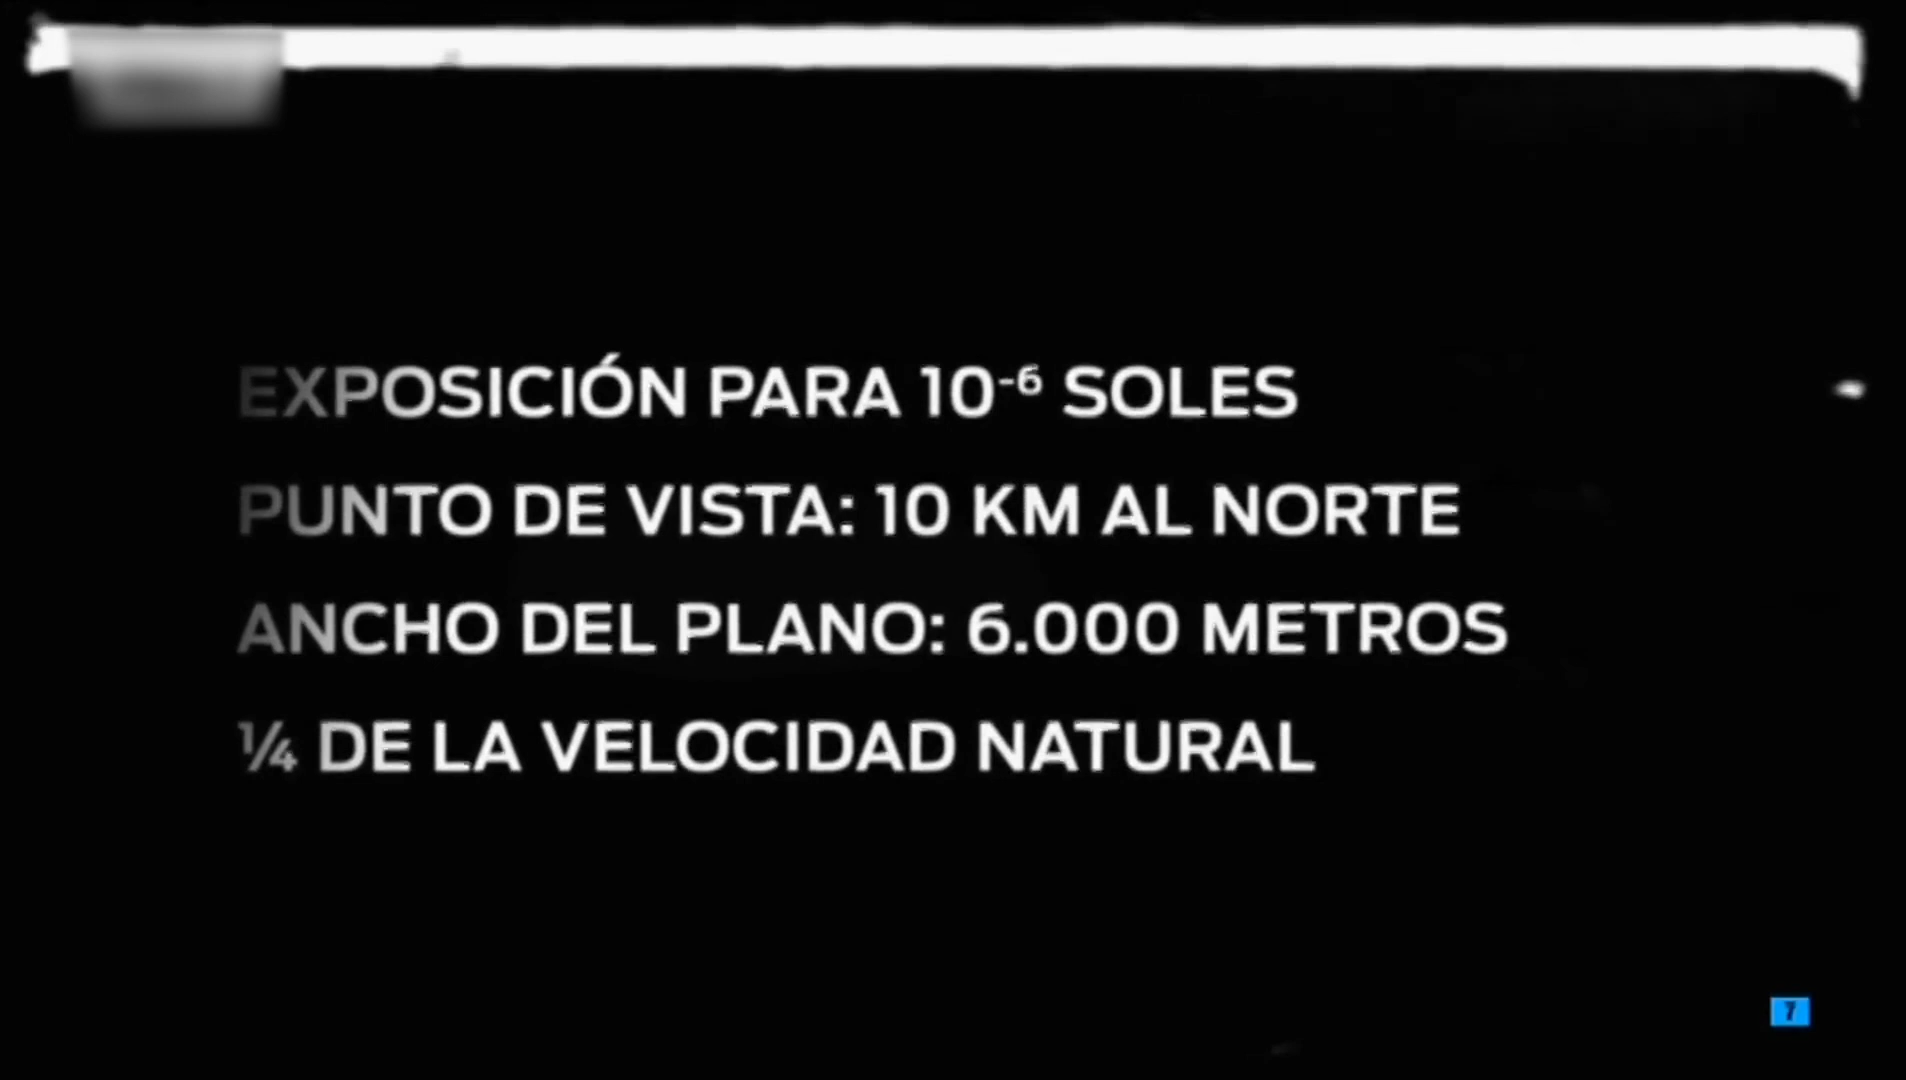 EXPOSICIÓN PARA 10⁻⁶ SOLES
PUNTO DE VISTA: 10 KM AL NORTE
ANCHO DEL PLANO: 6.000 METROS
¼ DE LA VELOCIDAD NATURAL
7